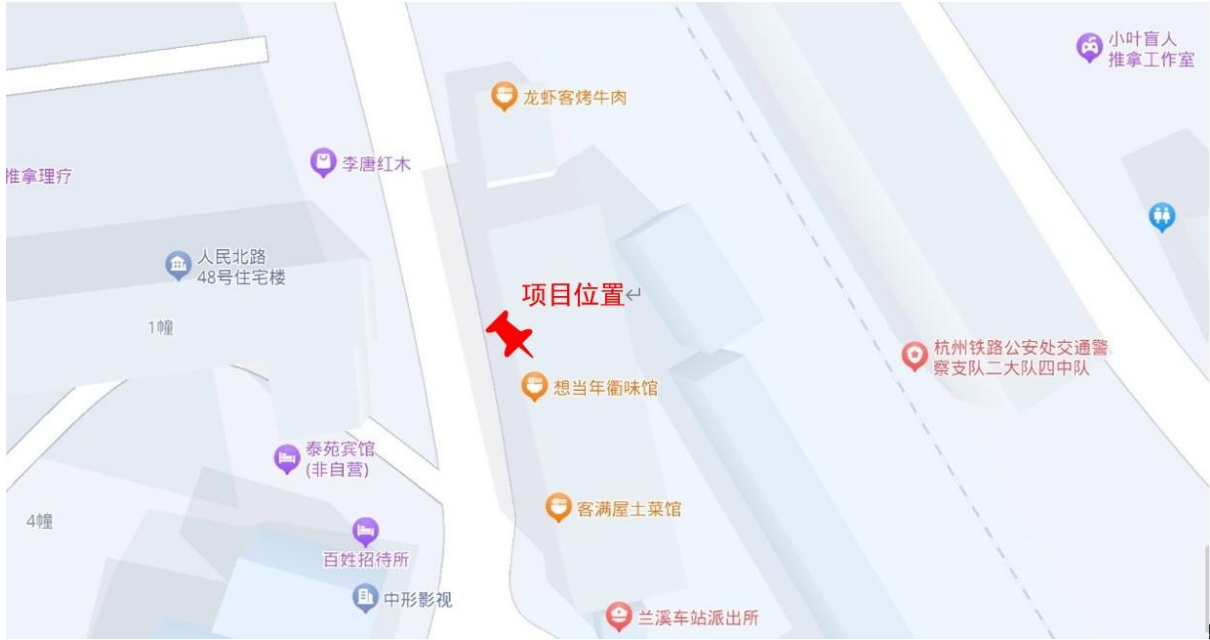 小叶盲人
推拿工作室
龙虾客烤牛肉
李唐红木
推拿理疗
人民北路
48号住宅楼
项目位置↵
1幢
杭州铁路公安处交通警
察支队二大队四中队
想当年衢味馆
泰苑宾馆
(非自营)
客满屋土菜馆
4幢
百姓招待所
中形影视
兰溪车站派出所